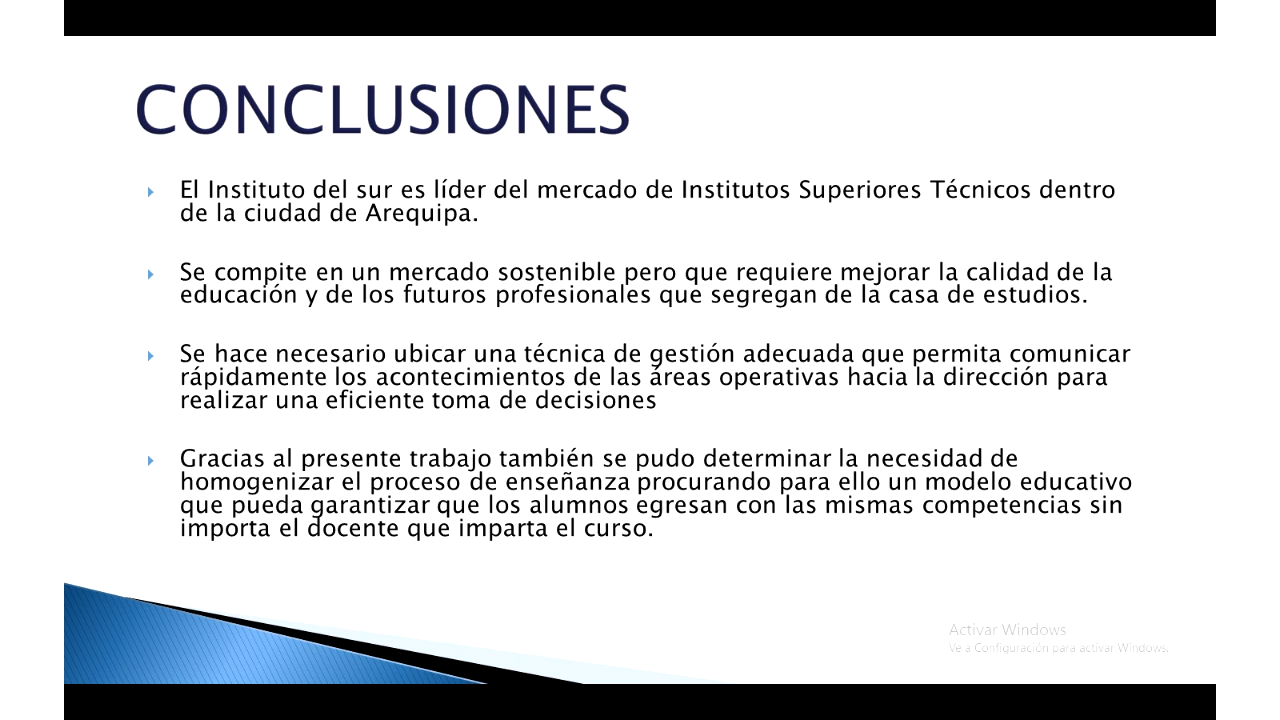 CONCLUSIONES
El Instituto del sur es líder del mercado de Institutos Superiores Técnicos dentro
de la ciudad de Arequipa.
Se compite en un mercado sostenible pero que requiere mejorar la calidad de la
educación y de los futuros profesionales que segregan de la casa de estudios.
Se hace necesario ubicar una técnica de gestión adecuada que permita comunicar
rápidamente los acontecimientos de las áreas operativas hacia la dirección para
realizar una eficiente toma de decisiones
Gracias al presente trabajo también se pudo determinar la necesidad de
homogenizar el proceso de enseñanza procurando para ello un modelo educativo
que pueda garantizar que los alumnos egresan con las mismas competencias sin
importa el docente que imparta el curso.
Activar Windows
Ve a Configuración para activar Windows.